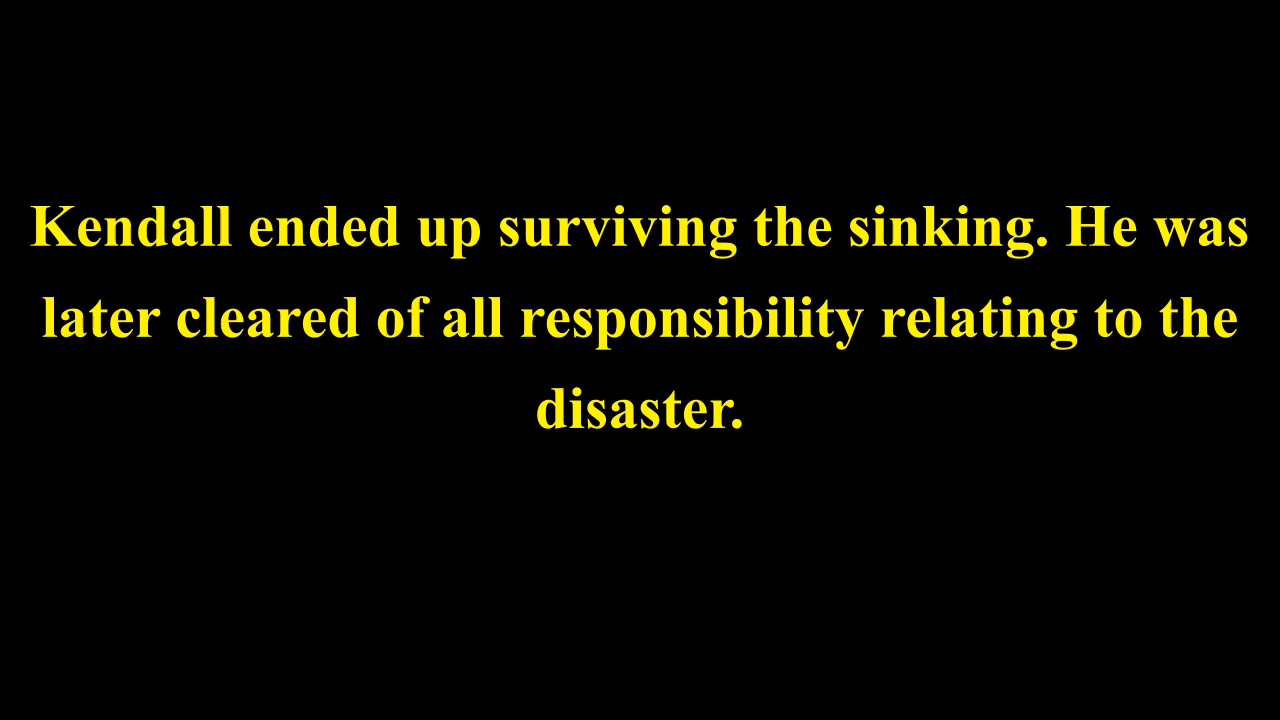 Kendall ended up surviving the sinking. He was
later cleared of all responsibility relating to the
disaster.